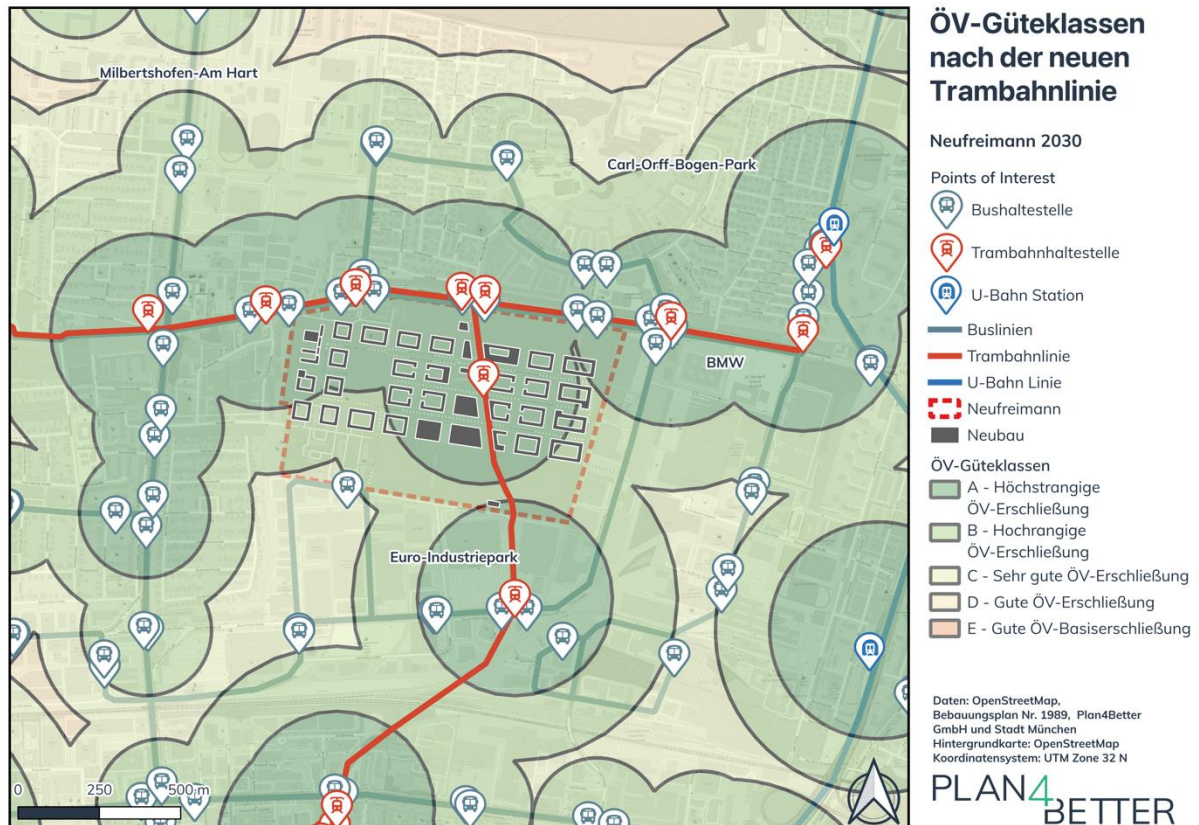 ÖV-Güteklassen
nach der neuen
Trambahnlinie
Neufreimann 2030
Points of Interest
Bushaltestelle
Trambahnhaltestelle
U-Bahn Station
Buslinien
Trambahnlinie
U-Bahn Linie
Neufreimann
Neubau
ÖV-Güteklassen
A - Höchstrangige
ÖV-Erschließung
B - Hochrangige
ÖV-Erschließung
C - Sehr gute ÖV-Erschließung
D - Gute ÖV-Erschließung
E - Gute ÖV-Basiserschließung
Daten: OpenStreetMap,
Bebauungsplan Nr. 1989, Plan4Better
GmbH und Stadt München
Hintergrundkarte: OpenStreetMap
Koordinatensystem: UTM Zone 32 N
PLAN4
BETTER
Milbertshofen-Am Hart
Carl-Orff-Bogen-Park
BMW
Euro-Industriepark
0 250 500 m